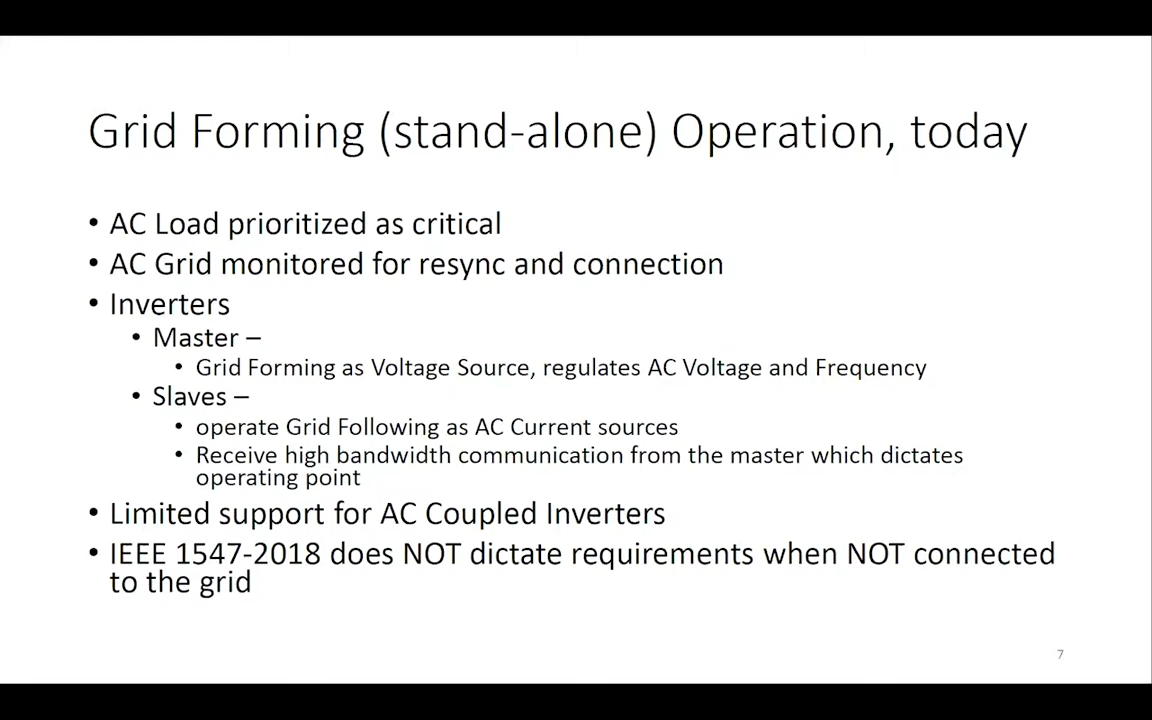 Grid Forming (stand-alone) Operation, today
• AC Load prioritized as critical
• AC Grid monitored for resync and connection
• Inverters
• Master –
• Grid Forming as Voltage Source, regulates AC Voltage and Frequency
• Slaves –
• operate Grid Following as AC Current sources
• Receive high bandwidth communication from the master which dictates
operating point
• Limited support for AC Coupled Inverters
• IEEE 1547-2018 does NOT dictate requirements when NOT connected
to the grid
7